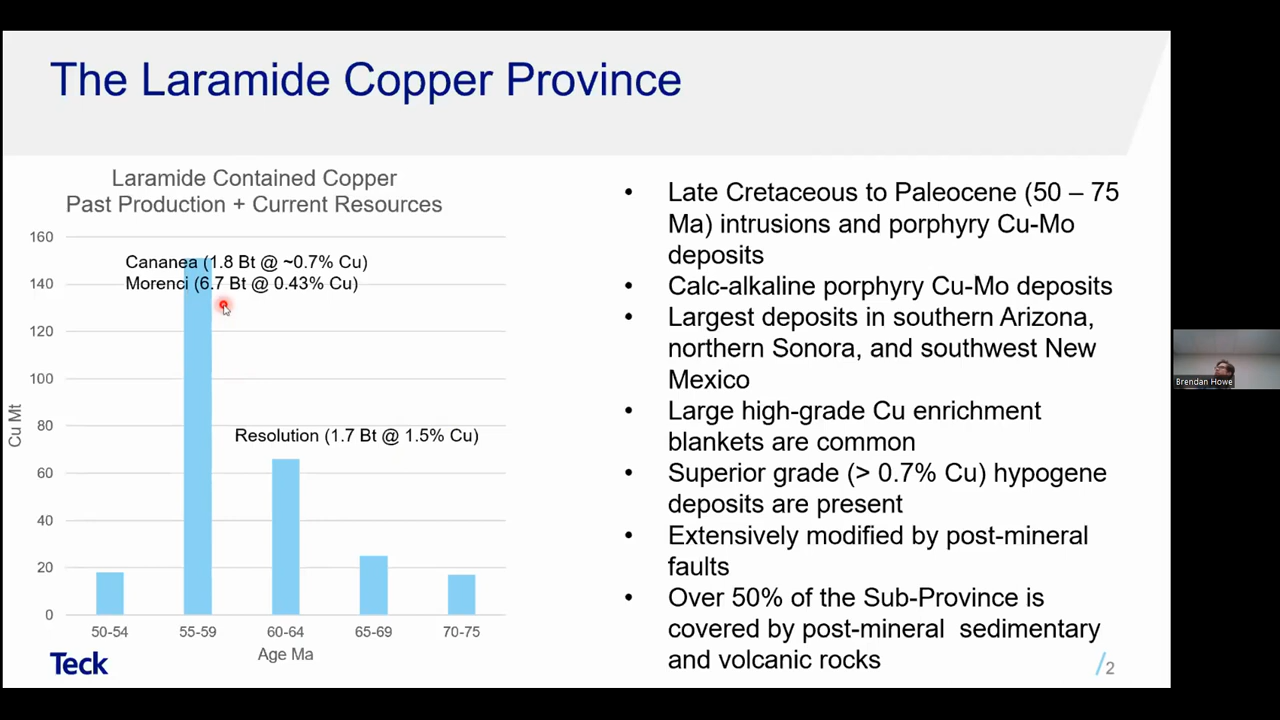 The Laramide Copper Province
Laramide Contained Copper
Past Production + Current Resources
160
140
120
100
80
60
40
20
0
Cu Mt
Cananea (1.8 Bt @ ~0.7% Cu)
Morenci (6.7 Bt @ 0.43% Cu)
Resolution (1.7 Bt @ 1.5% Cu)
50-54
55-59
60-64
65-69
70-75
Age Ma
• Late Cretaceous to Paleocene (50 – 75
Ma) intrusions and porphyry Cu-Mo
deposits
• Calc-alkaline porphyry Cu-Mo deposits
• Largest deposits in southern Arizona,
northern Sonora, and southwest New
Mexico
• Large high-grade Cu enrichment
blankets are common
• Superior grade (> 0.7% Cu) hypogene
deposits are present
• Extensively modified by post-mineral
faults
• Over 50% of the Sub-Province is
covered by post-mineral sedimentary
and volcanic rocks
Teck
/2
Brendan Howe